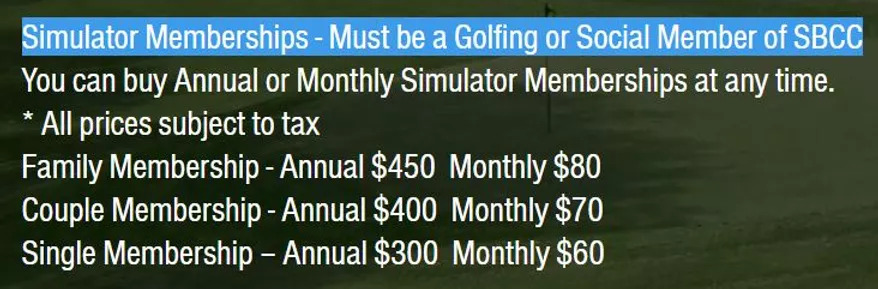 Simulator Memberships - Must be a Golfing or Social Member of SBCC
You can buy Annual or Monthly Simulator Memberships at any time.
* All prices subject to tax
Family Membership - Annual $450  Monthly $80
Couple Membership - Annual $400  Monthly $70
Single Membership – Annual $300  Monthly $60